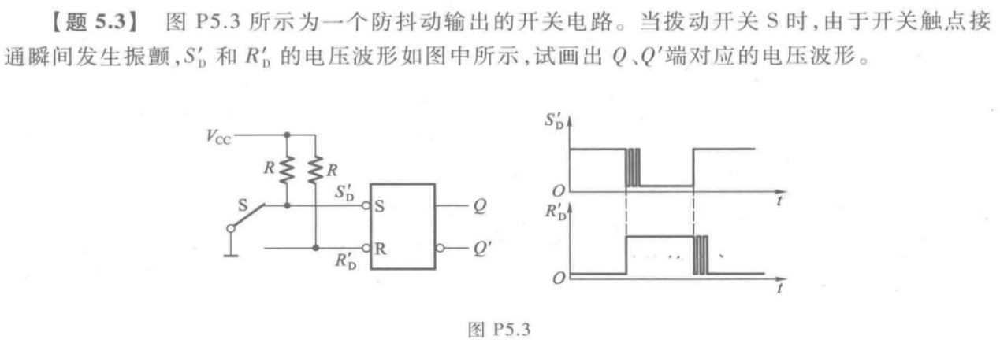 【题 5.3】 图 P5.3 所示为一个防抖动输出的开关电路。当拨动开关 S 时,由于开关触点接
通瞬间发生振颤,S′D 和 R′D 的电压波形如图中所示,试画出 Q、Q′端对应的电压波形。
VCC
R
R
S
S′D
S
Q
R′D
R
Q′
S′D
O
t
R′D
O
t
图 P5.3